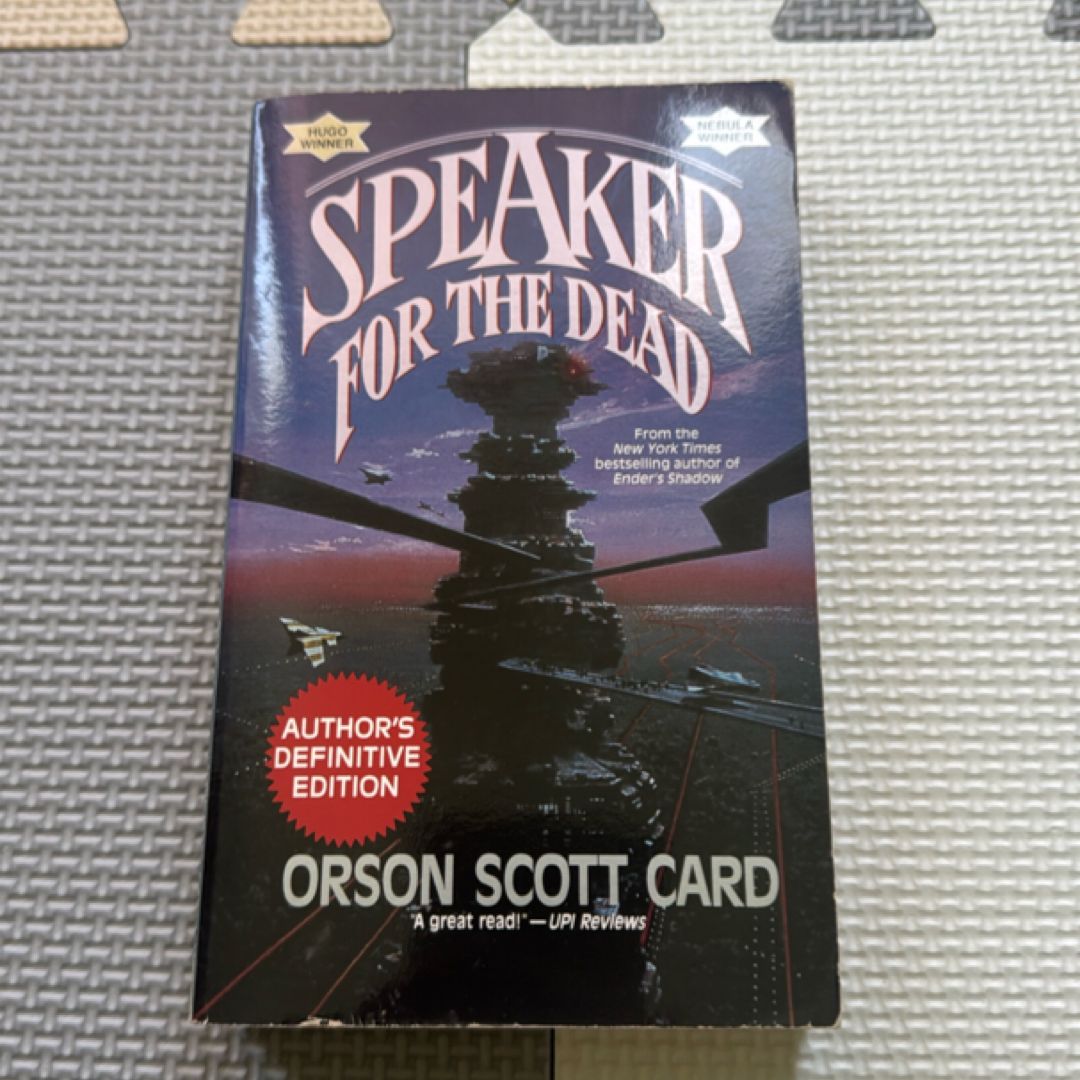 HUGO
WINNER
NEBULA
WINNER
SPEAKER
FOR THE DEAD
From the
New York Times
bestselling author of
Ender's Shadow
AUTHOR'S
DEFINITIVE
EDITION
ORSON SCOTT CARD
"A great read!" — UPI Reviews